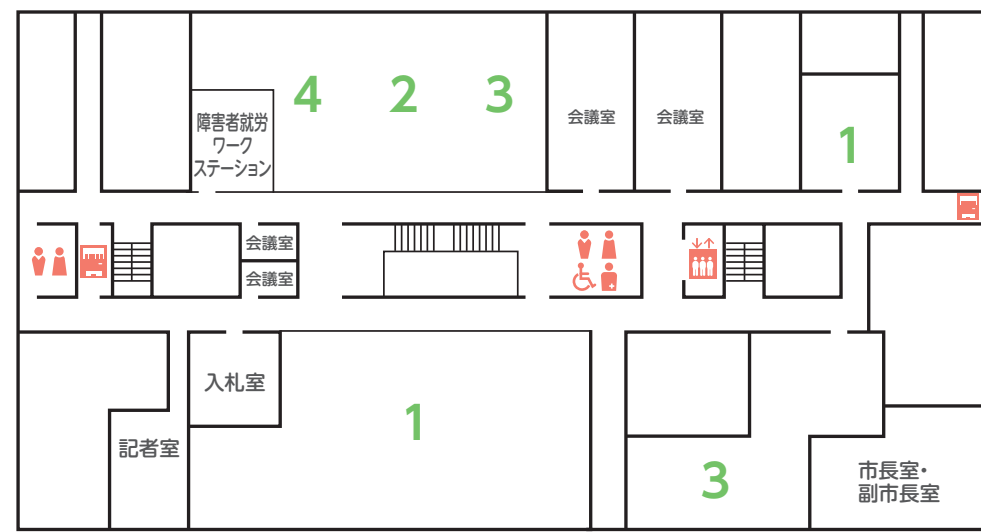 4
2
3
会議室
会議室
1
障害者就労
ワーク
ステーション
会議室
会議室
入札室
1
記者室
3
市長室・
副市長室